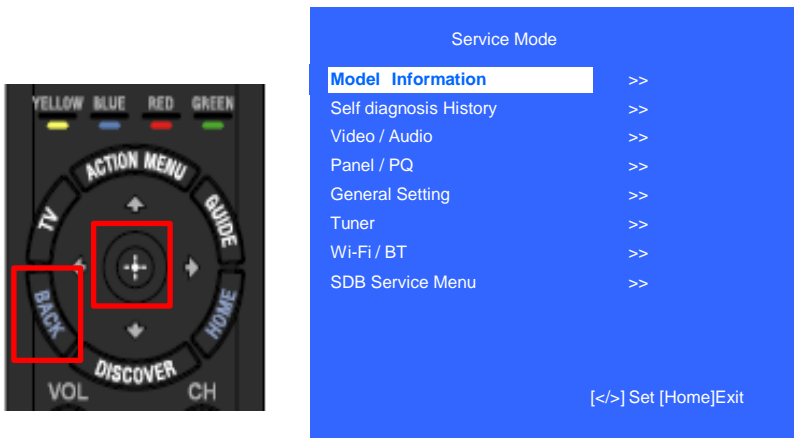 YELLOW BLUE RED GREEN
ACTION MENU
TV
GUIDE
BACK
HOME
DISCOVER
VOL
CH
Service Mode
Model Information >>
Self diagnosis History >>
Video / Audio >>
Panel / PQ >>
General Setting >>
Tuner >>
Wi-Fi / BT >>
SDB Service Menu >>
[</>] Set [Home]Exit